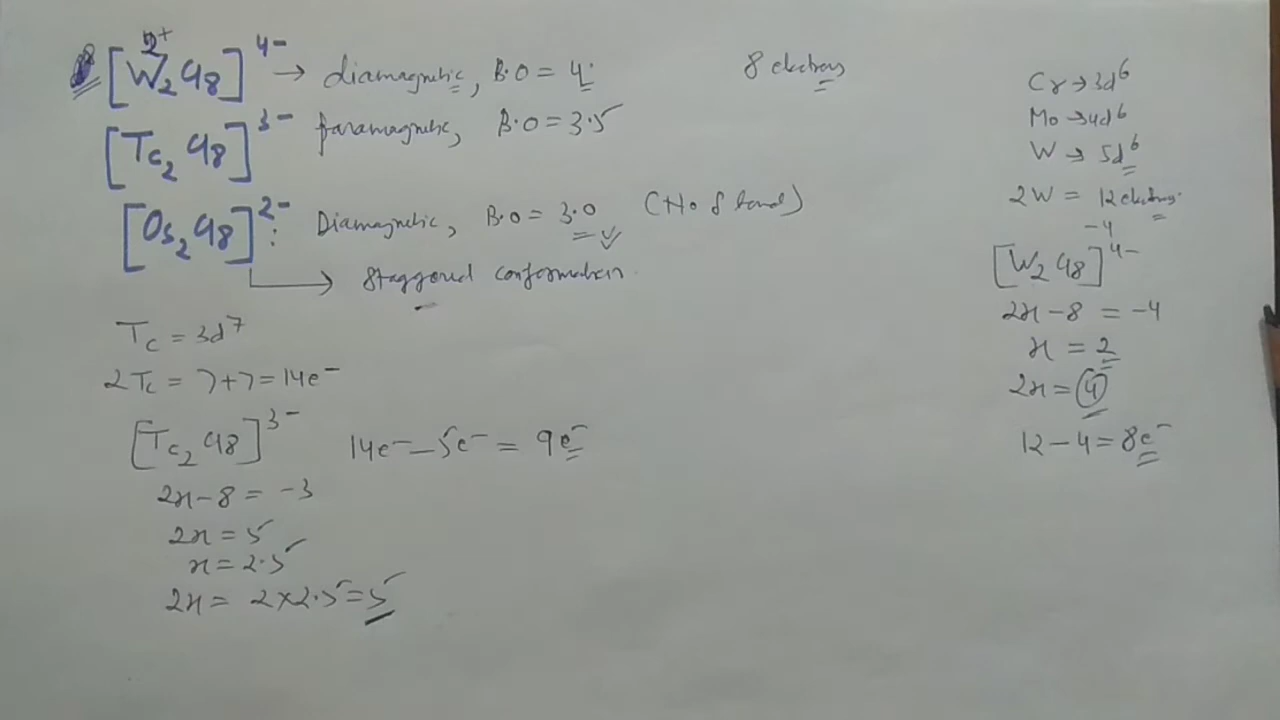 [W₂Cl₈]⁴⁻ → diamagnetic, B.O = 4. 8 electrons
2+
[Tc₂Cl₈]³⁻ paramagnetic, B.O = 3.5
[Os₂Cl₈]²⁻: Diamagnetic, B.O = 3.0 (No δ bond)
→ Staggered conformation
Tc = 3d⁷
2Tc = 7+7 = 14e⁻
[Tc₂Cl₈]³⁻ 14e⁻ – 5e⁻ = 9e⁻
2x – 8 = –3
2x = 5
x = 2.5
2x = 2×2.5 = 5
Cr → 3d⁶
Mo → 4d⁶
W → 5d⁶
2W = 12 electrons
–4
[W₂Cl₈]⁴⁻
2x – 8 = –4
x = 2
2x = 4
12 – 4 = 8e⁻